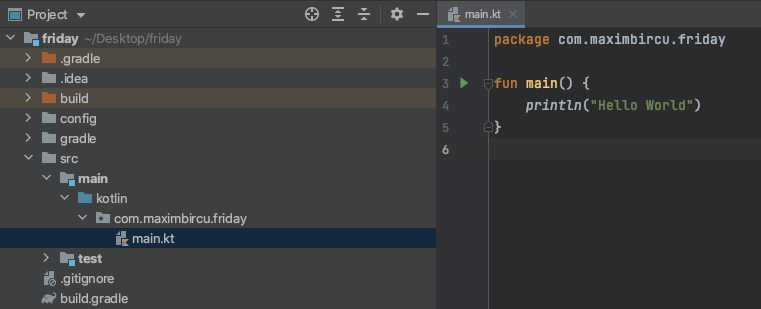 Project
friday ~/Desktop/friday
.gradle
.idea
build
config
gradle
src
main
kotlin
com.maximbircu.friday
main.kt
test
.gitignore
build.gradle
main.kt
1 package com.maximbircu.friday
2
3 fun main() {
4 println("Hello World")
5 }
6